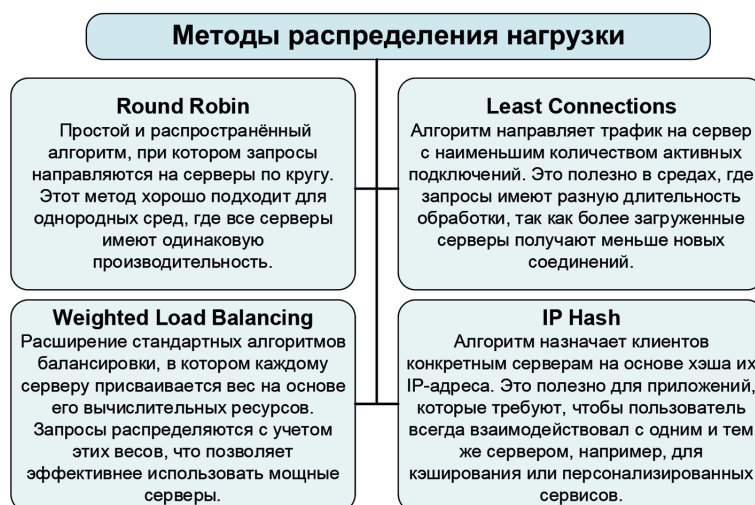 Методы распределения нагрузки
Round Robin
Простой и распространённый
алгоритм, при котором запросы
направляются на серверы по кругу.
Этот метод хорошо подходит для
однородных сред, где все серверы
имеют одинаковую
производительность.
Least Connections
Алгоритм направляет трафик на сервер
с наименьшим количеством активных
подключений. Это полезно в средах, где
запросы имеют разную длительность
обработки, так как более загруженные
серверы получают меньше новых
соединений.
Weighted Load Balancing
Расширение стандартных алгоритмов
балансировки, в котором каждому
серверу присваивается вес на основе
его вычислительных ресурсов.
Запросы распределяются с учетом
этих весов, что позволяет
эффективнее использовать мощные
серверы.
IP Hash
Алгоритм назначает клиентов
конкретным серверам на основе хэша их
IP-адреса. Это полезно для приложений,
которые требуют, чтобы пользователь
всегда взаимодействовал с одним и тем
же сервером, например, для
кэширования или персонализированных
сервисов.